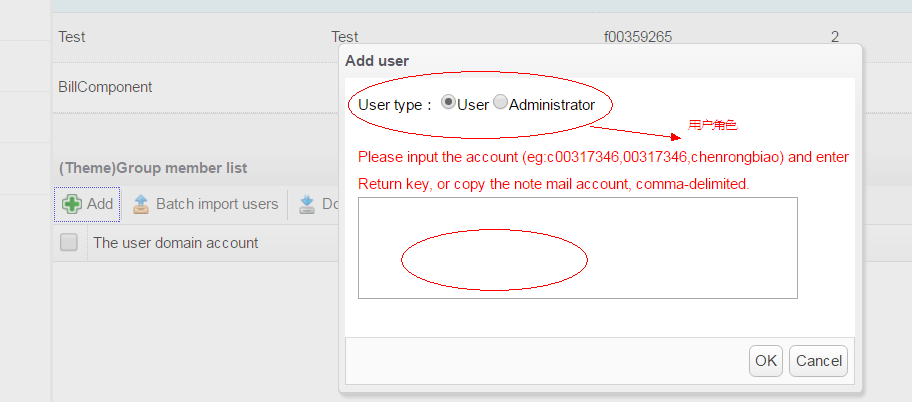 Test Test f00359265 2
Add user
BillComponent
User type： User Administrator
用户角色
Please input the account (eg:c00317346,00317346,chenrongbiao) and enter
Return key, or copy the note mail account, comma-delimited.
(Theme)Group member list
Add Batch import users Do
The user domain account
OK Cancel